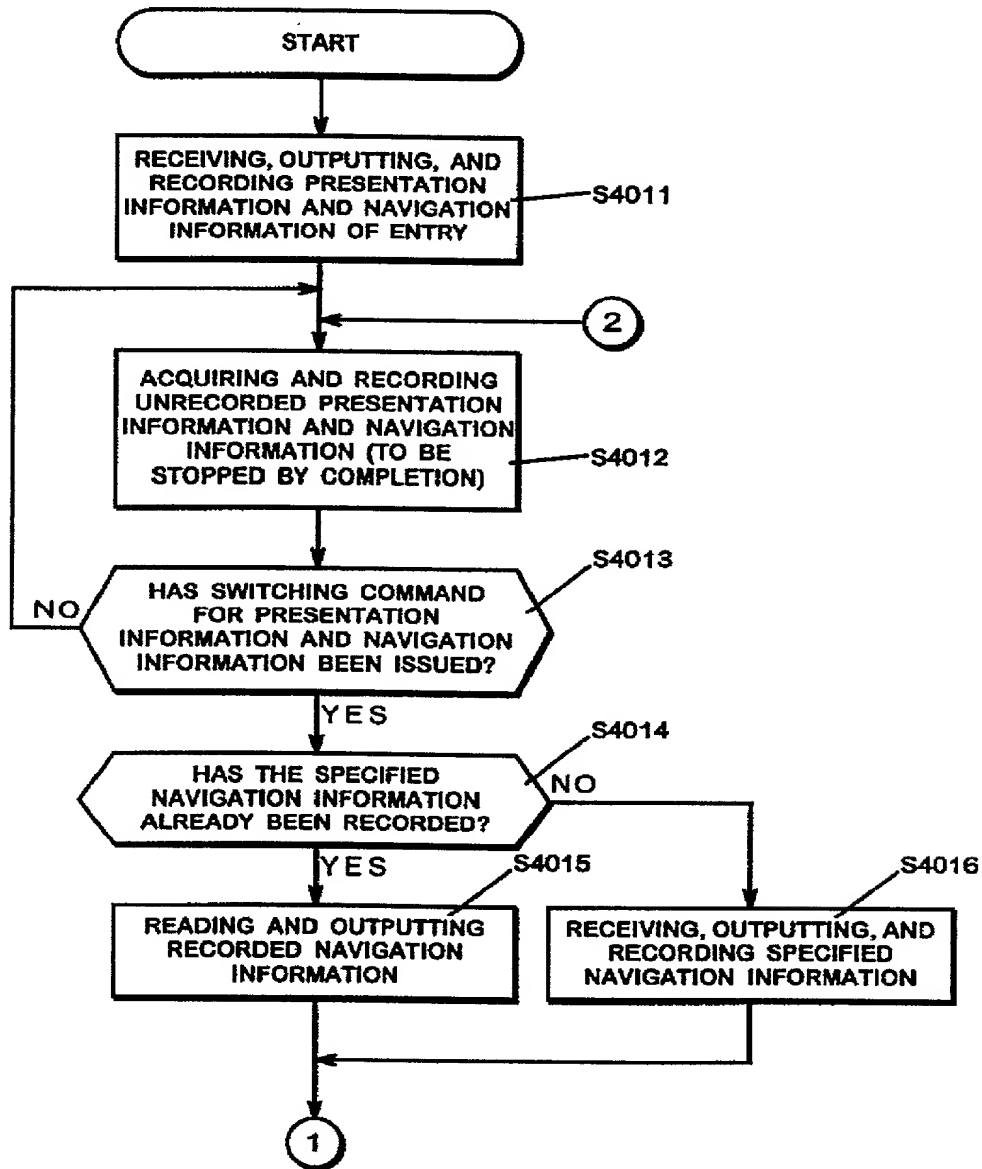 START
RECEIVING, OUTPUTTING, AND
RECORDING PRESENTATION
INFORMATION AND NAVIGATION
INFORMATION OF ENTRY
S4011
2
ACQUIRING AND RECORDING
UNRECORDED PRESENTATION
INFORMATION AND NAVIGATION
INFORMATION (TO BE
STOPPED BY COMPLETION)
S4012
S4013
HAS SWITCHING COMMAND
FOR PRESENTATION
INFORMATION AND NAVIGATION
INFORMATION BEEN ISSUED?
NO
YES
S4014
HAS THE SPECIFIED
NAVIGATION INFORMATION
ALREADY BEEN RECORDED?
NO
YES
S4015
S4016
READING AND OUTPUTTING
RECORDED NAVIGATION
INFORMATION
RECEIVING, OUTPUTTING, AND
RECORDING SPECIFIED
NAVIGATION INFORMATION
1